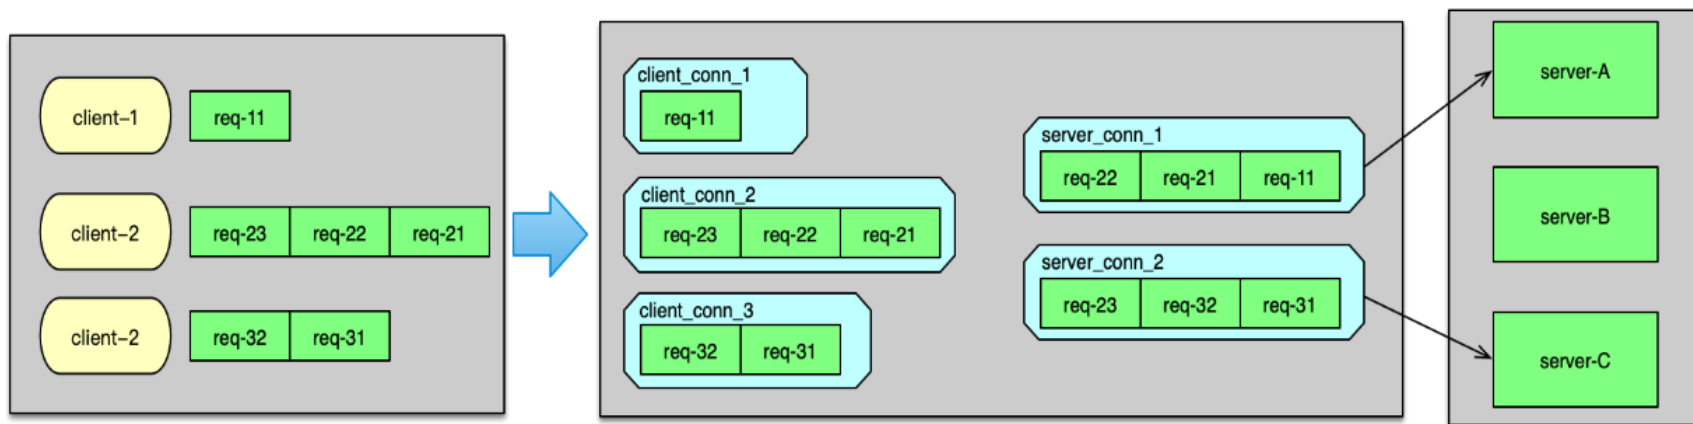 client-1
req-11
client-2
req-23 req-22 req-21
client-2
req-32 req-31
client_conn_1
req-11
client_conn_2
req-23 req-22 req-21
client_conn_3
req-32 req-31
server_conn_1
req-22 req-21 req-11
server_conn_2
req-23 req-32 req-31
server-A
server-B
server-C